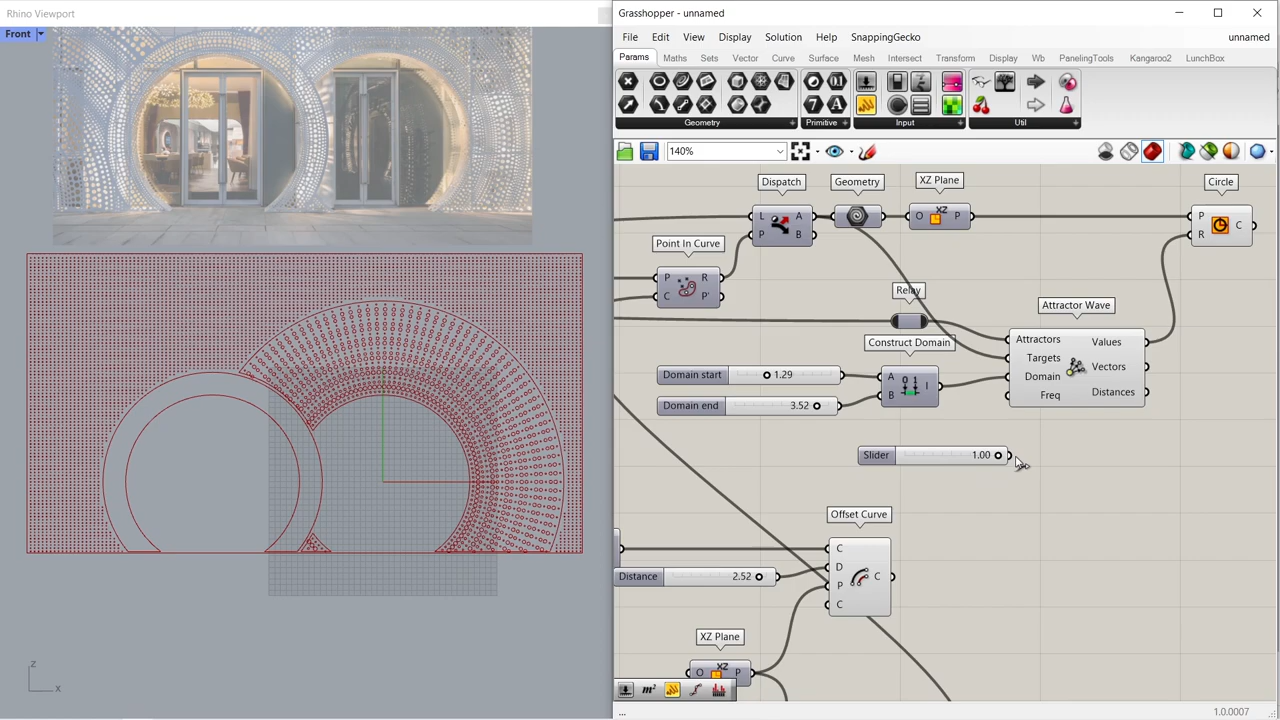 Rhino Viewport
Front
z
x
Grasshopper - unnamed
File Edit View Display Solution Help SnappingGecko unnamed
Params Maths Sets Vector Curve Surface Mesh Intersect Transform Display Wb PanelingTools Kangaroo2 LunchBox
Geometry Primitive Input Util
140%
Dispatch Geometry XZ Plane Circle
L A P B
XZ
O P
P R C
Point In Curve
P R C P'
Relay
Attractor Wave
Attractors Values
Targets Vectors
Domain Distances
Freq
Construct Domain
Domain start 1.29
Domain end 3.52
A B I
Slider 1.00
Offset Curve
C
D
P C
C
Distance 2.52
XZ Plane
XZ
O P
...
1.0.0007